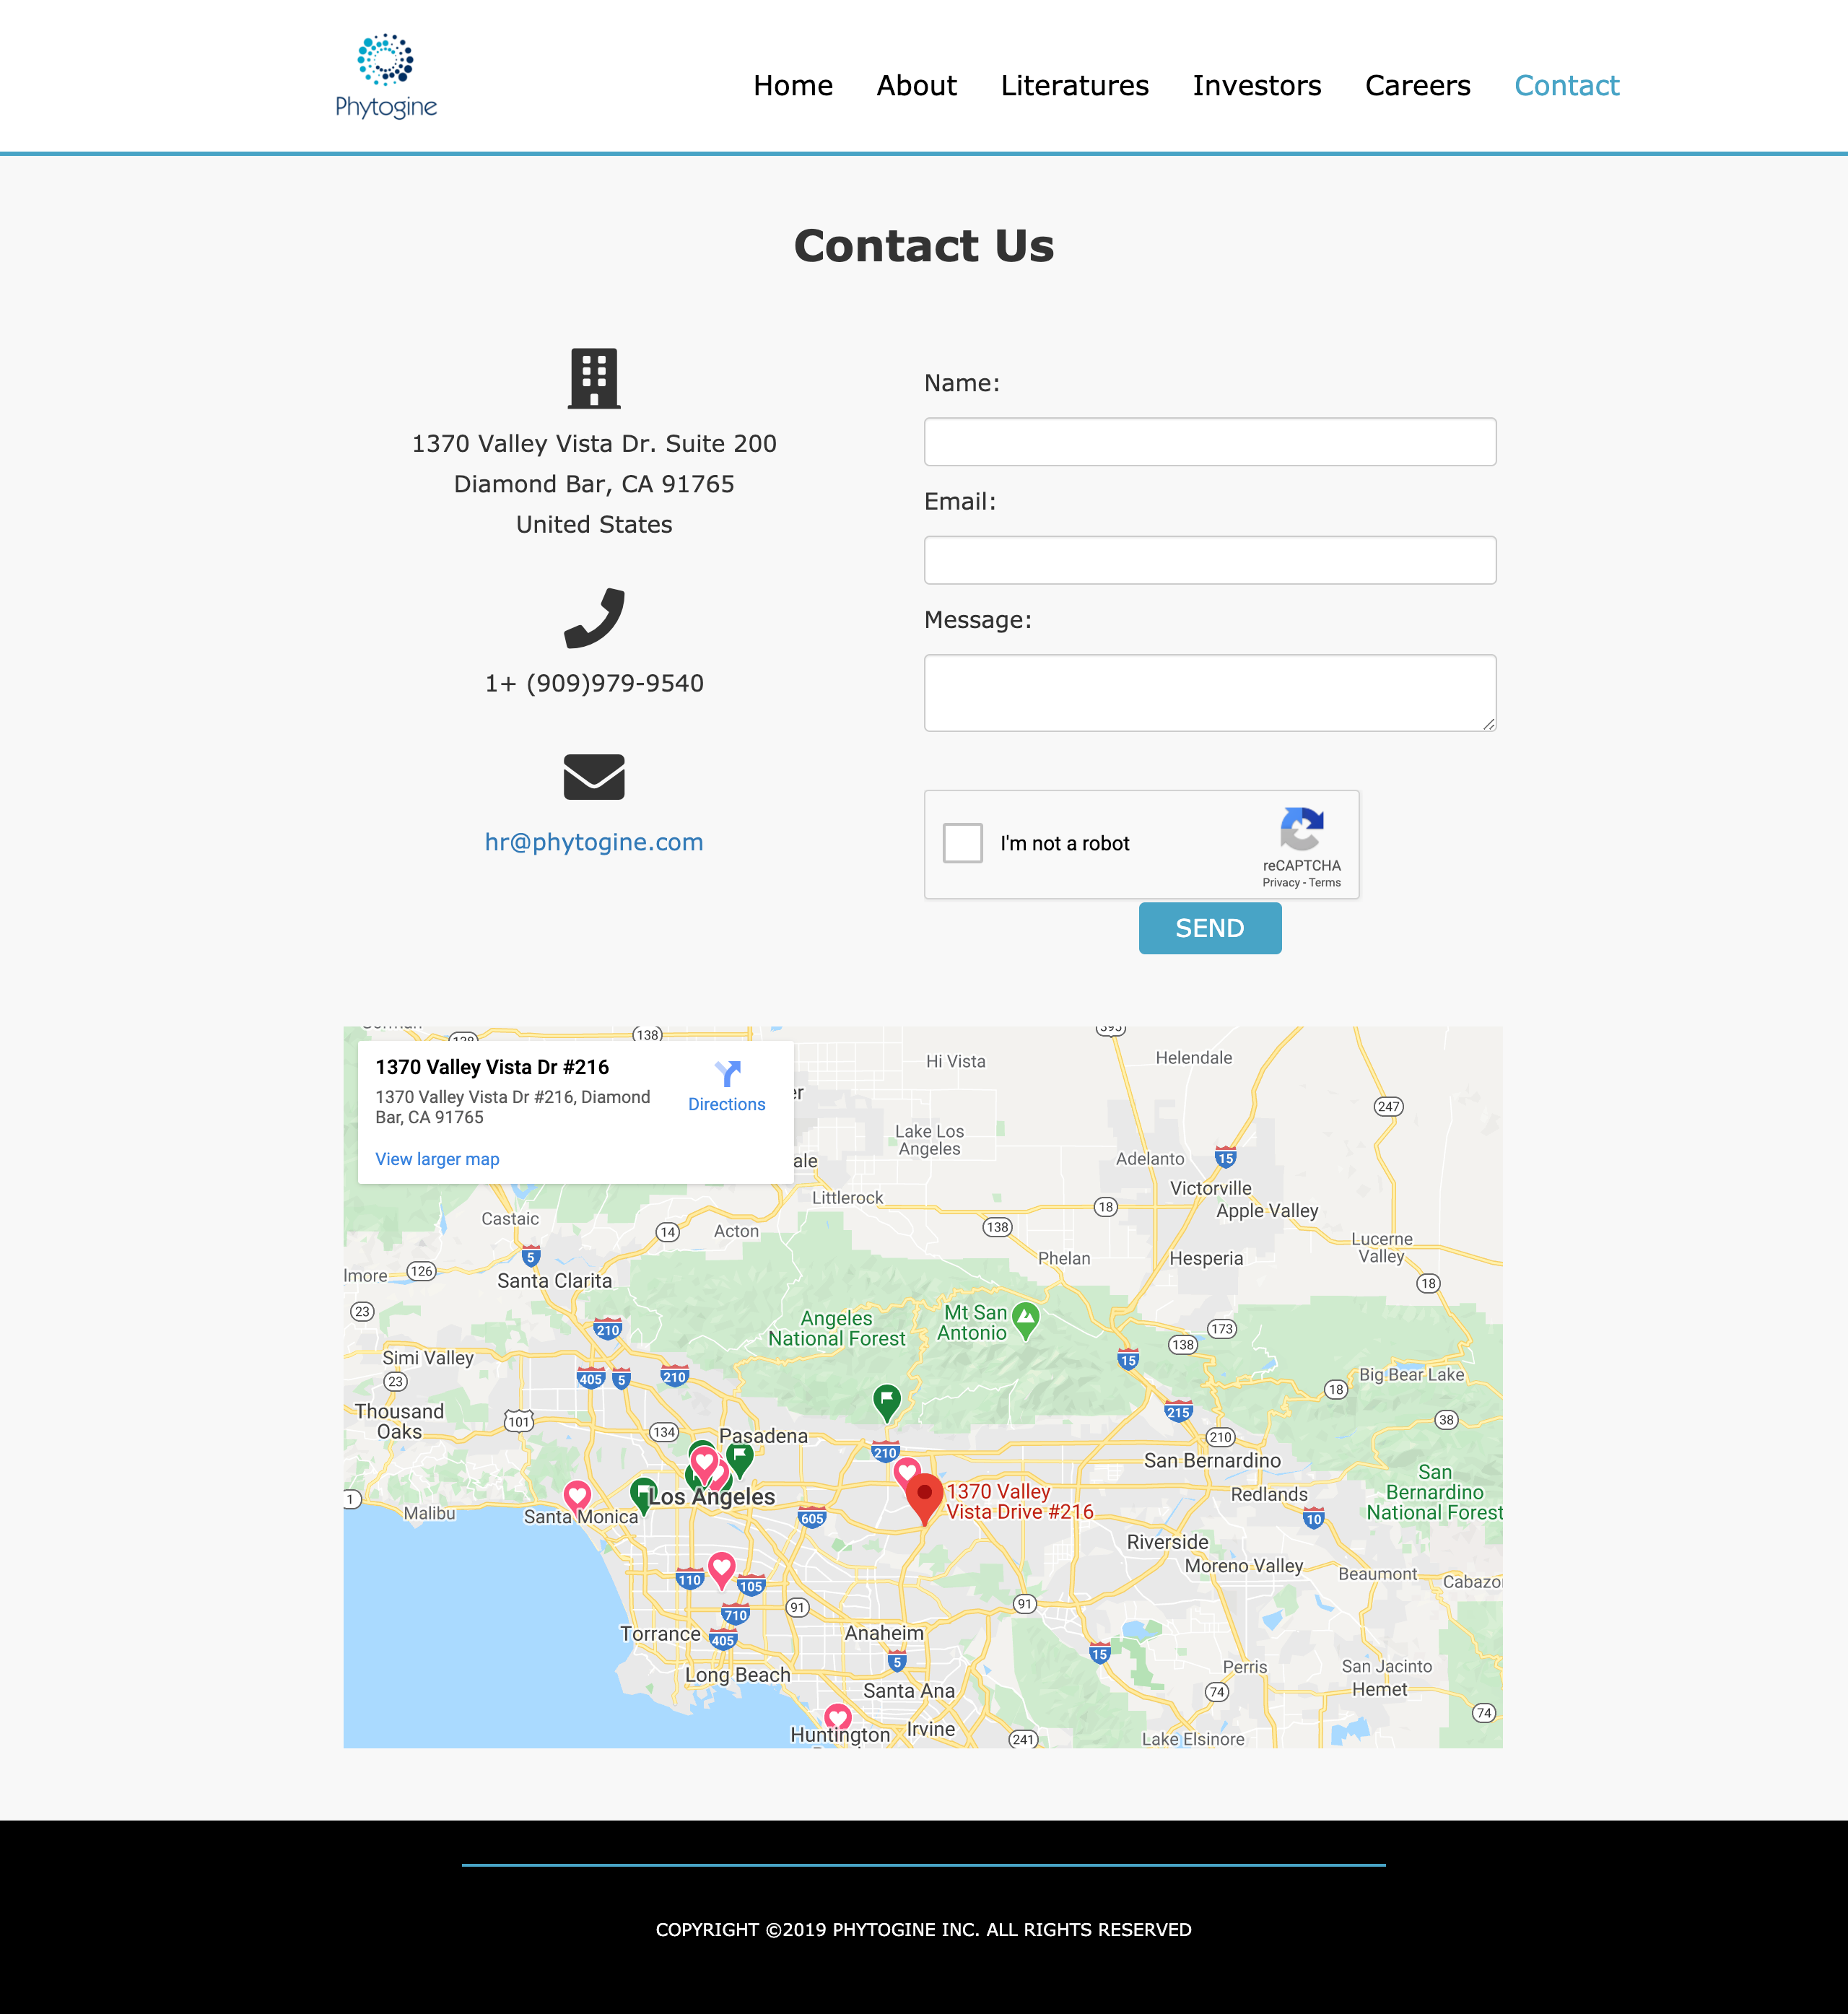 Phytogine
Home About Literatures Investors Careers Contact
Contact Us
1370 Valley Vista Dr. Suite 200
Diamond Bar, CA 91765
United States
1+ (909)979-9540
hr@phytogine.com
Name:
Email:
Message:
I'm not a robot
reCAPTCHA
Privacy - Terms
SEND
1370 Valley Vista Dr #216
1370 Valley Vista Dr #216, Diamond
Bar, CA 91765
Directions
View larger map
138
395
Hi Vista
Helendale
247
Lake Los
Angeles
Adelanto
15
Victorville
Littlerock
18
Apple Valley
Castaic
14
Acton
138
Lucerne
Valley
5
Phelan
Hesperia
lmore
126
Santa Clarita
18
23
Angeles
National Forest
Mt San
Antonio
210
173
138
Simi Valley
15
405
5
210
23
Big Bear Lake
18
Thousand
Oaks
101
215
38
134
Pasadena
210
210
San Bernardino
San
Bernardino
National Forest
1
Malibu
Santa Monica
Los Angeles
605
1370 Valley
Vista Drive #216
Redlands
10
Riverside
Moreno Valley
Beaumont
Cabazo
110
105
710
91
91
Torrance
405
Anaheim
5
15
Long Beach
Perris
San Jacinto
Hemet
Santa Ana
74
74
Huntington
Irvine
241
Lake Elsinore
COPYRIGHT ©2019 PHYTOGINE INC. ALL RIGHTS RESERVED